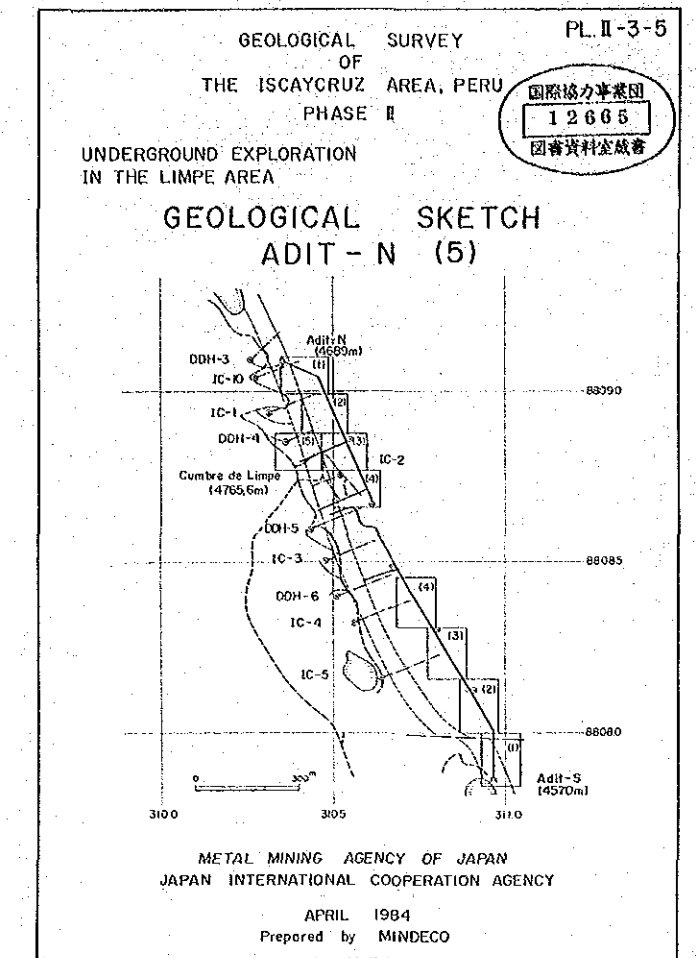 PL. II-3-5
GEOLOGICAL SURVEY
OF
THE ISCAYCRUZ AREA, PERU
PHASE II
国際協力事業団
12665
図書資料室蔵書
UNDERGROUND EXPLORATION
IN THE LIMPE AREA
GEOLOGICAL SKETCH
ADIT-N (5)
Adit-N
(4689m)
DDH-3
(1)
IC-10
88090
(2)
IC-1
DDH-4
(5)
(3)
IC-2
Cumbre de Limpe
(4)
(4765,6m)
DDH-5
IC-3
88085
DDH-6
(4)
IC-4
(3)
IC-5
(2)
88080
(1)
Adit-S
(4570m)
0 300m
3100
3105
3110
METAL MINING AGENCY OF JAPAN
JAPAN INTERNATIONAL COOPERATION AGENCY
APRIL 1984
Prepared by MINDECO